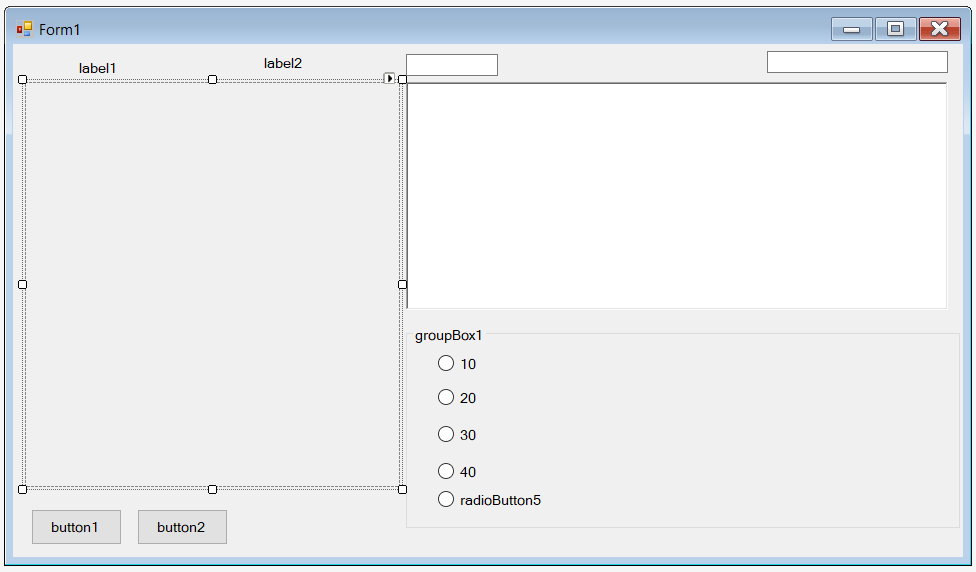 Form1
label1
label2
groupBox1
10
20
30
40
radioButton5
button1
button2